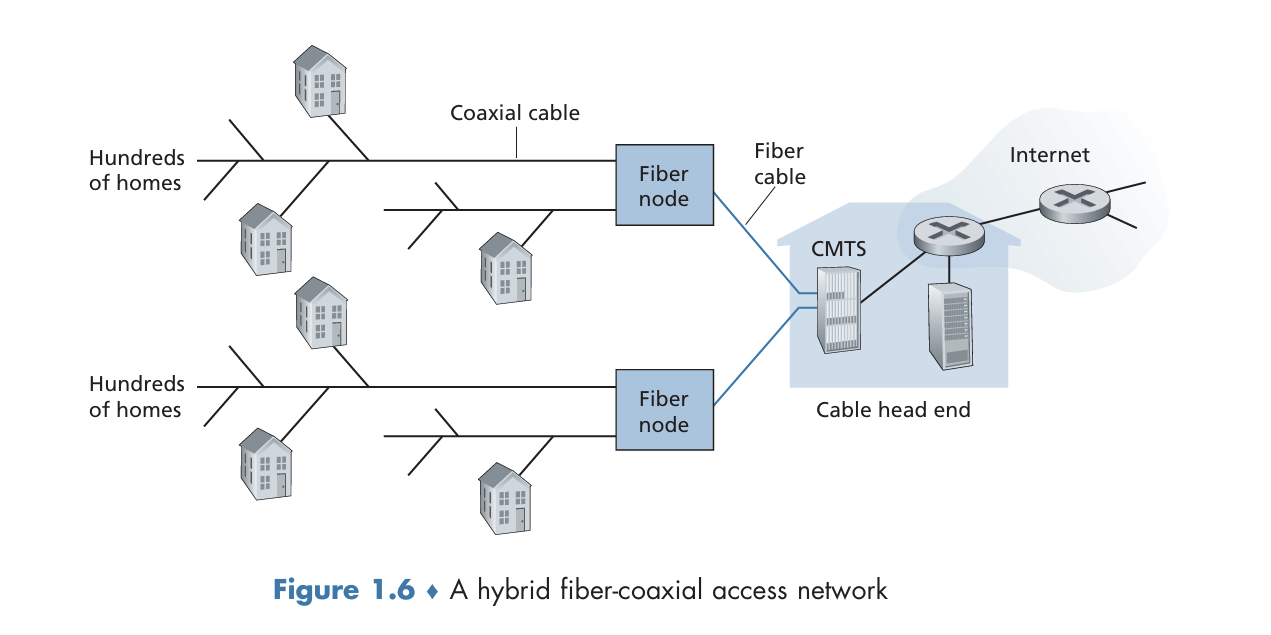 Coaxial cable
Hundreds
of homes
Fiber
node
Fiber
cable
Internet
CMTS
Hundreds
of homes
Fiber
node
Cable head end
Figure 1.6 ♦ A hybrid fiber-coaxial access network